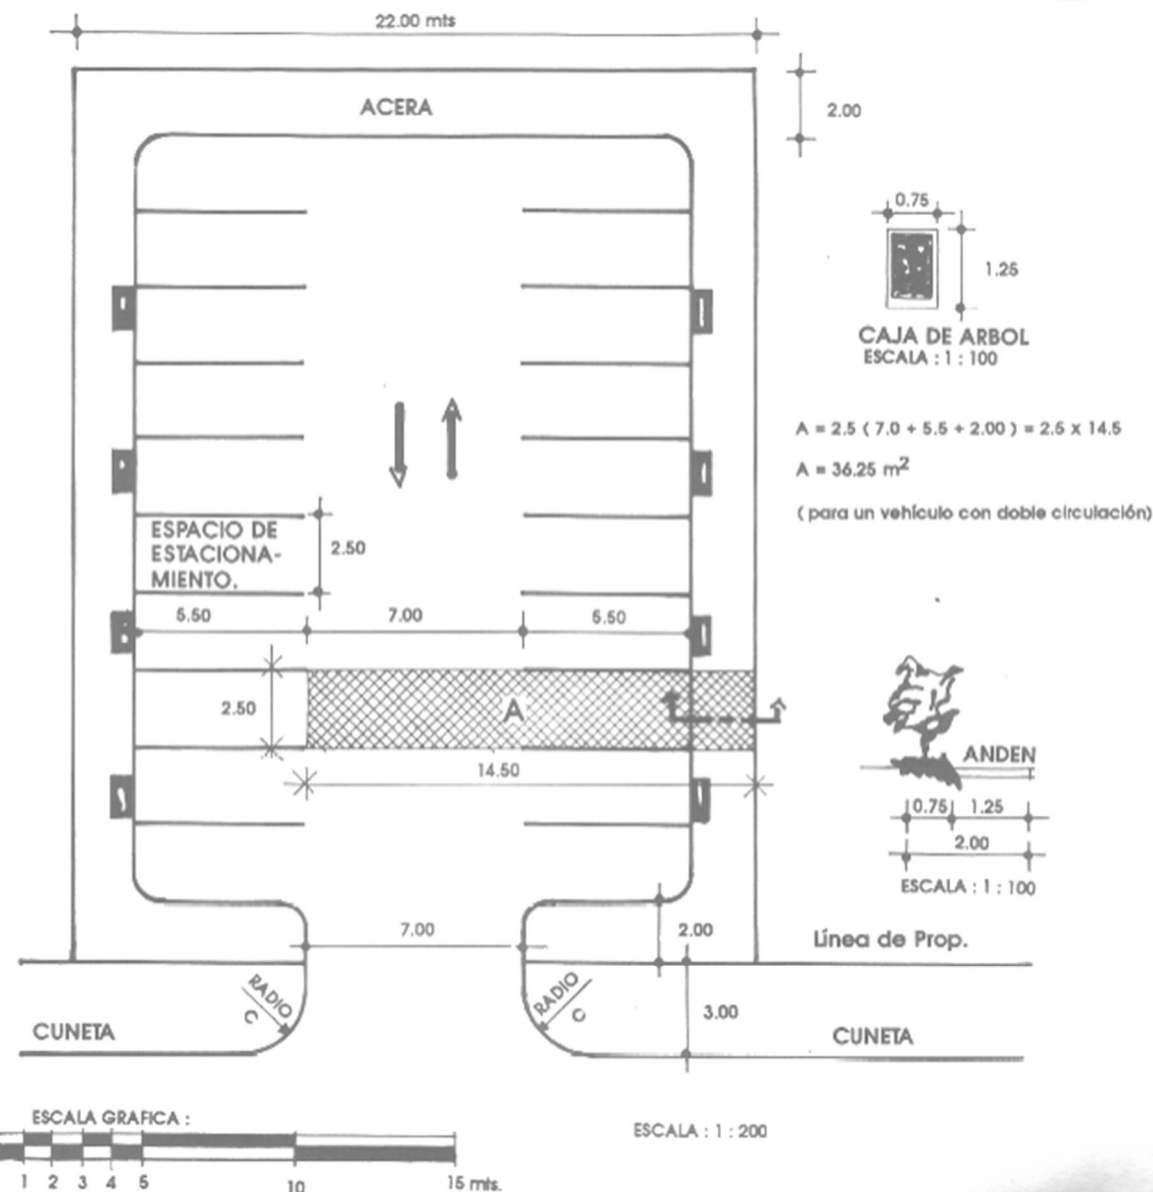 22.00 mts
ACERA
2.00
0.75
1.25
CAJA DE ARBOL
ESCALA : 1 : 100
A = 2.5 ( 7.0 + 5.5 + 2.00 ) = 2.5 x 14.5
A = 36.25 m²
( para un vehículo con doble circulación)
ESPACIO DE
ESTACIONA-
MIENTO.
2.50
5.50
7.00
5.50
2.50
A
14.50
ANDEN
0.75
1.25
2.00
ESCALA : 1 : 100
7.00
2.00
Línea de Prop.
RADIO
C
RADIO
C
3.00
CUNETA
CUNETA
ESCALA GRAFICA :
ESCALA : 1 : 200
1 2 3 4 5 10 15 mts.